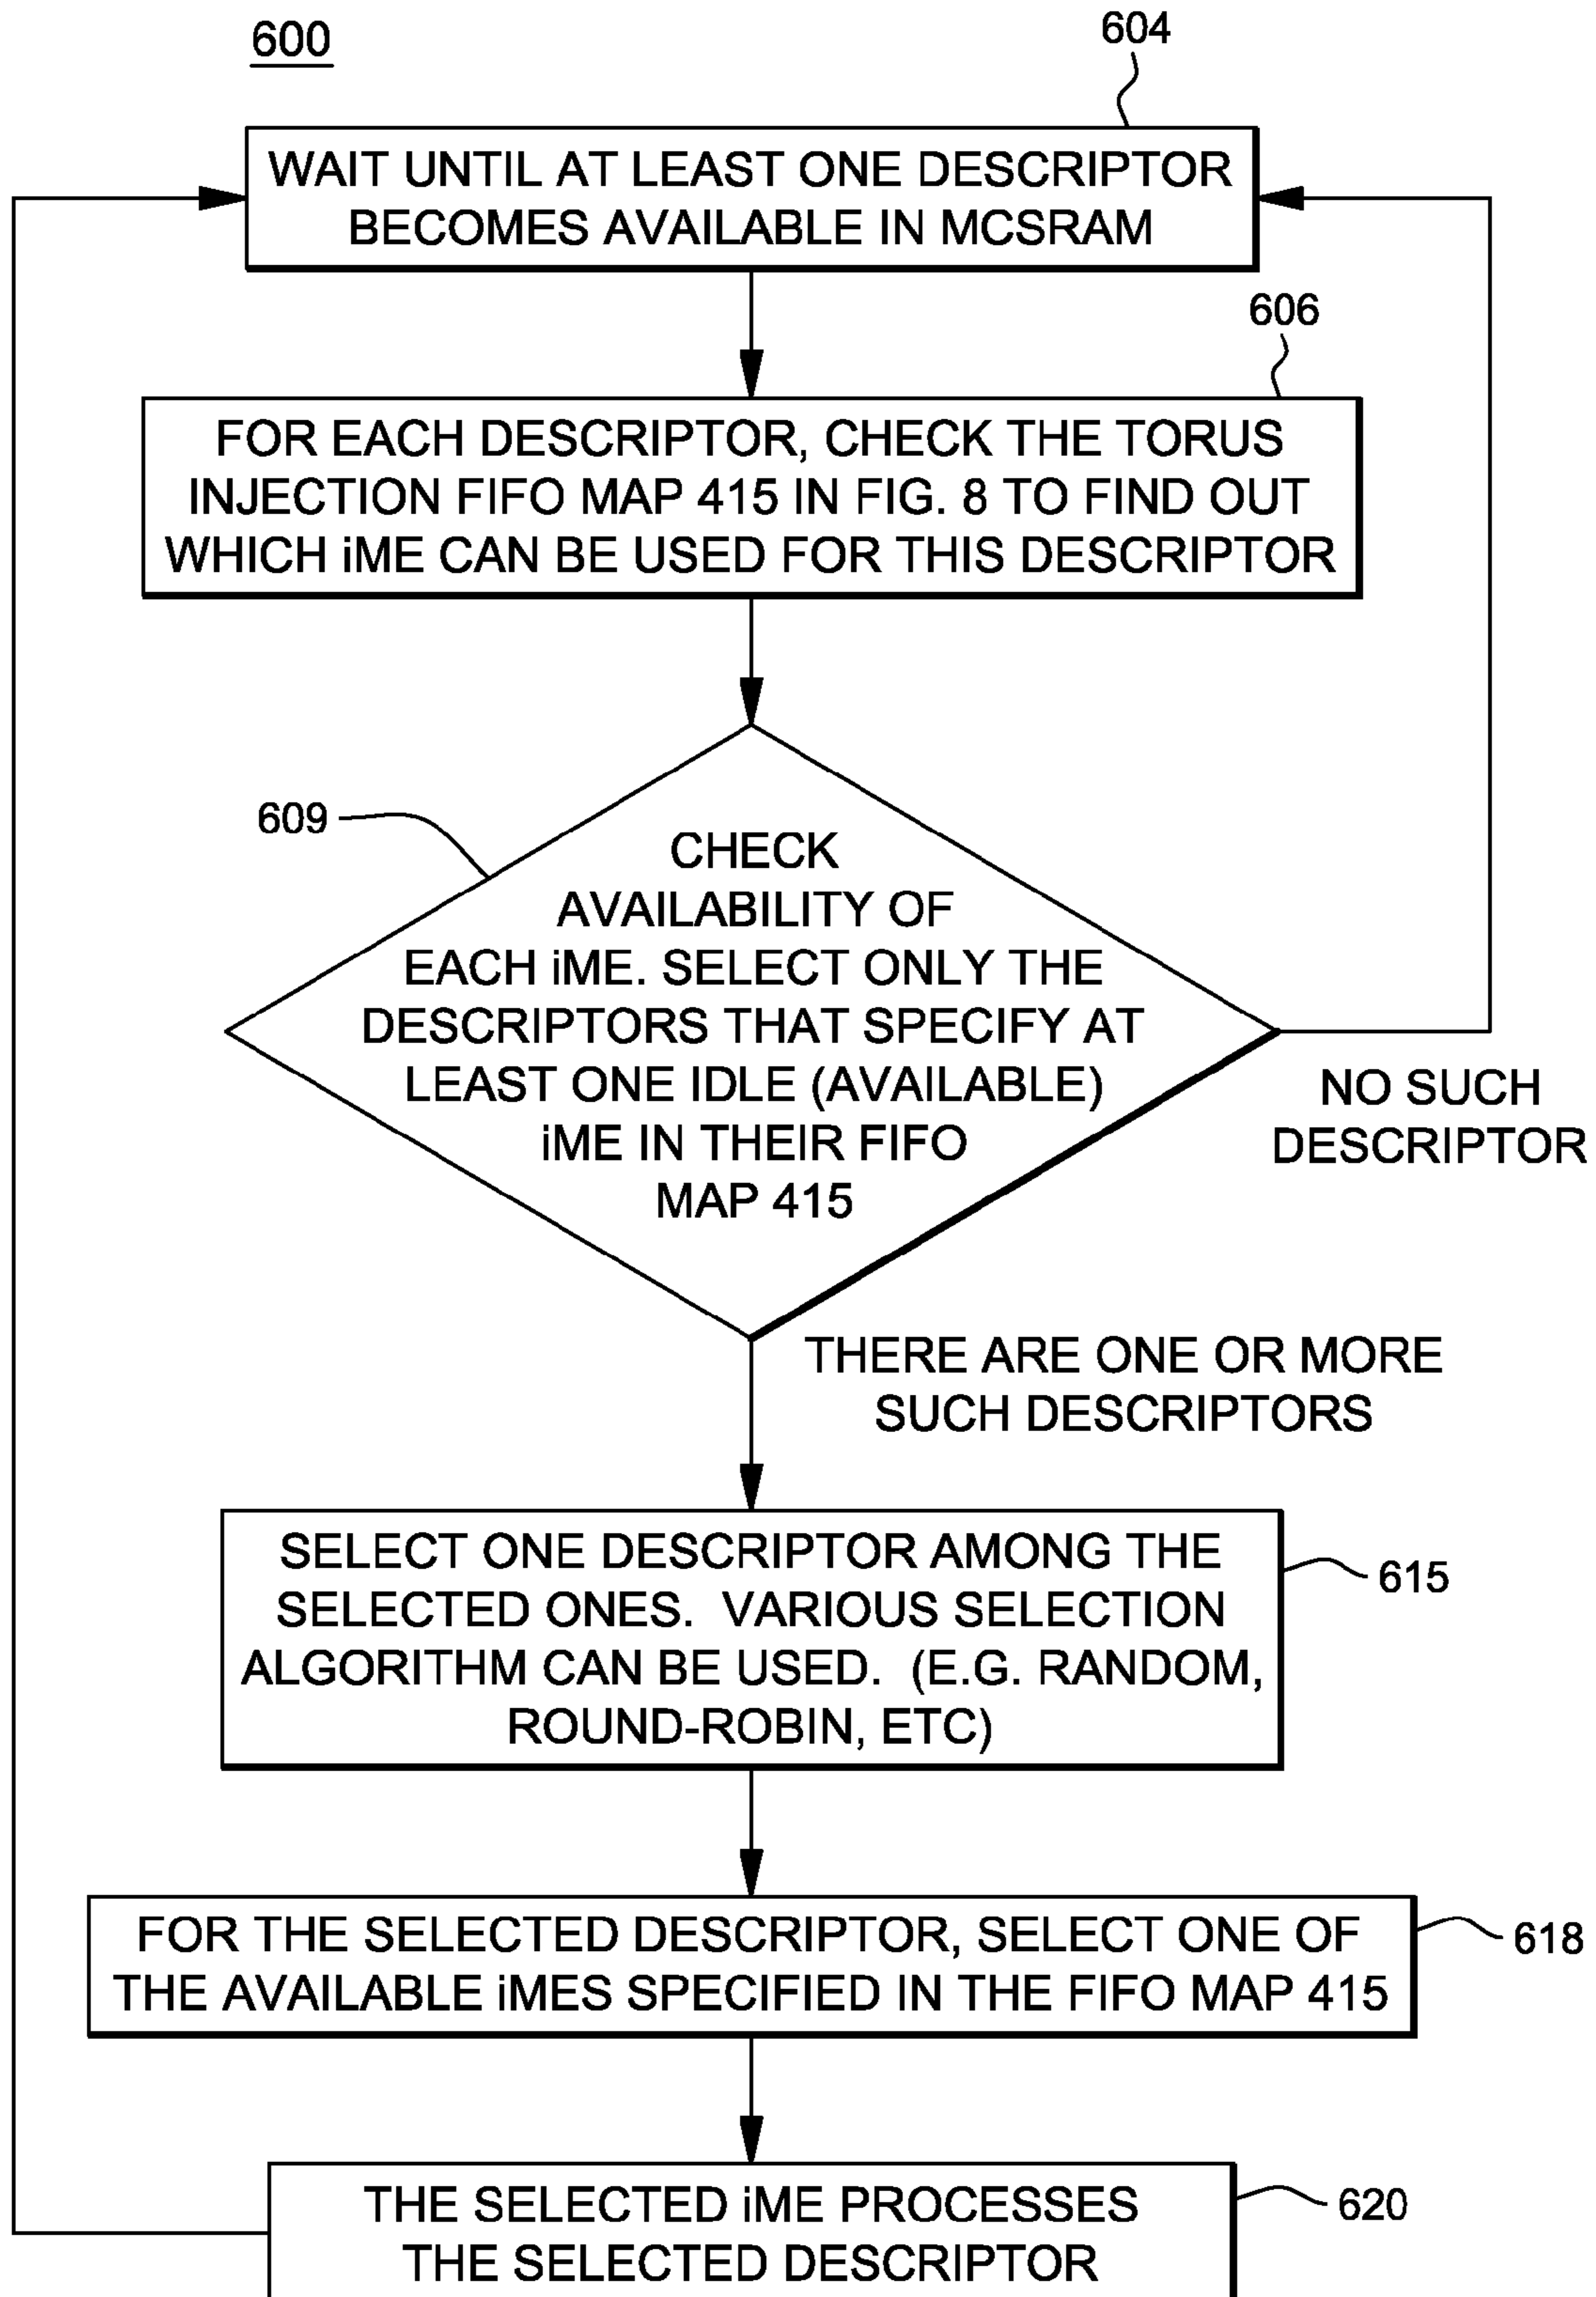 600
604
WAIT UNTIL AT LEAST ONE DESCRIPTOR
BECOMES AVAILABLE IN MCSRAM
606
FOR EACH DESCRIPTOR, CHECK THE TORUS
INJECTION FIFO MAP 415 IN FIG. 8 TO FIND OUT
WHICH iME CAN BE USED FOR THIS DESCRIPTOR
609
CHECK
AVAILABILITY OF
EACH iME. SELECT ONLY THE
DESCRIPTORS THAT SPECIFY AT
LEAST ONE IDLE (AVAILABLE)
iME IN THEIR FIFO
MAP 415
NO SUCH
DESCRIPTOR
THERE ARE ONE OR MORE
SUCH DESCRIPTORS
SELECT ONE DESCRIPTOR AMONG THE
SELECTED ONES. VARIOUS SELECTION
ALGORITHM CAN BE USED. (E.G. RANDOM,
ROUND-ROBIN, ETC)
615
FOR THE SELECTED DESCRIPTOR, SELECT ONE OF
THE AVAILABLE iMES SPECIFIED IN THE FIFO MAP 415
618
THE SELECTED iME PROCESSES
THE SELECTED DESCRIPTOR
620